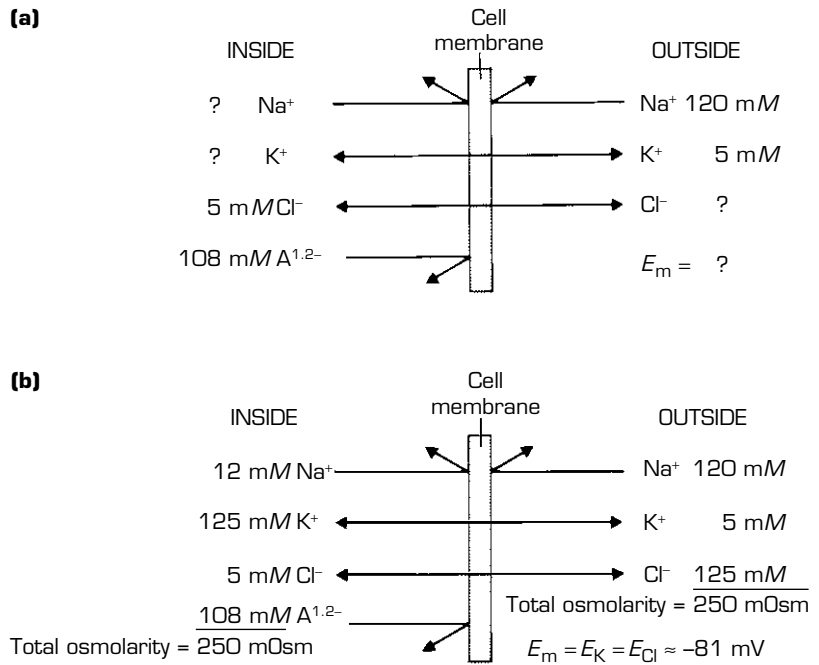 (a)
Cell
membrane
INSIDE
OUTSIDE
? Na⁺
Na⁺ 120 mM
? K⁺
K⁺ 5 mM
5 mM Cl⁻
Cl⁻ ?
108 mM A¹·²⁻
Eₘ = ?
(b)
Cell
membrane
INSIDE
OUTSIDE
12 mM Na⁺
Na⁺ 120 mM
125 mM K⁺
K⁺ 5 mM
5 mM Cl⁻
Cl⁻ 125 mM
108 mM A¹·²⁻
Total osmolarity = 250 mOsm
Total osmolarity = 250 mOsm
Eₘ = E_K = E_Cl ≈ –81 mV